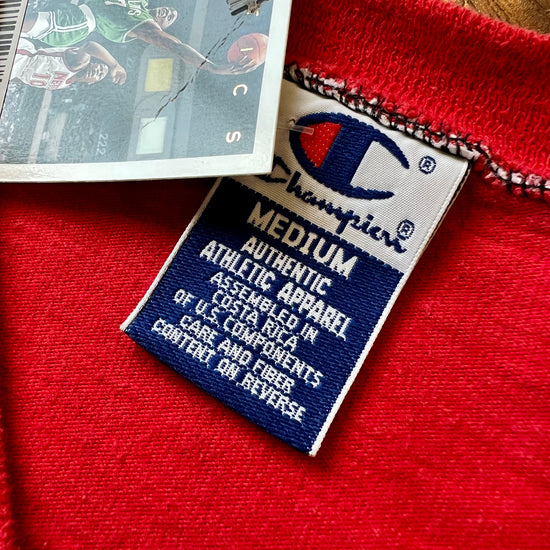 I C S
Champion ®
®
MEDIUM
AUTHENTIC
ATHLETIC APPAREL
ASSEMBLED IN
COSTA RICA
OF U.S. COMPONENTS
CARE AND FIBER
CONTENT ON REVERSE